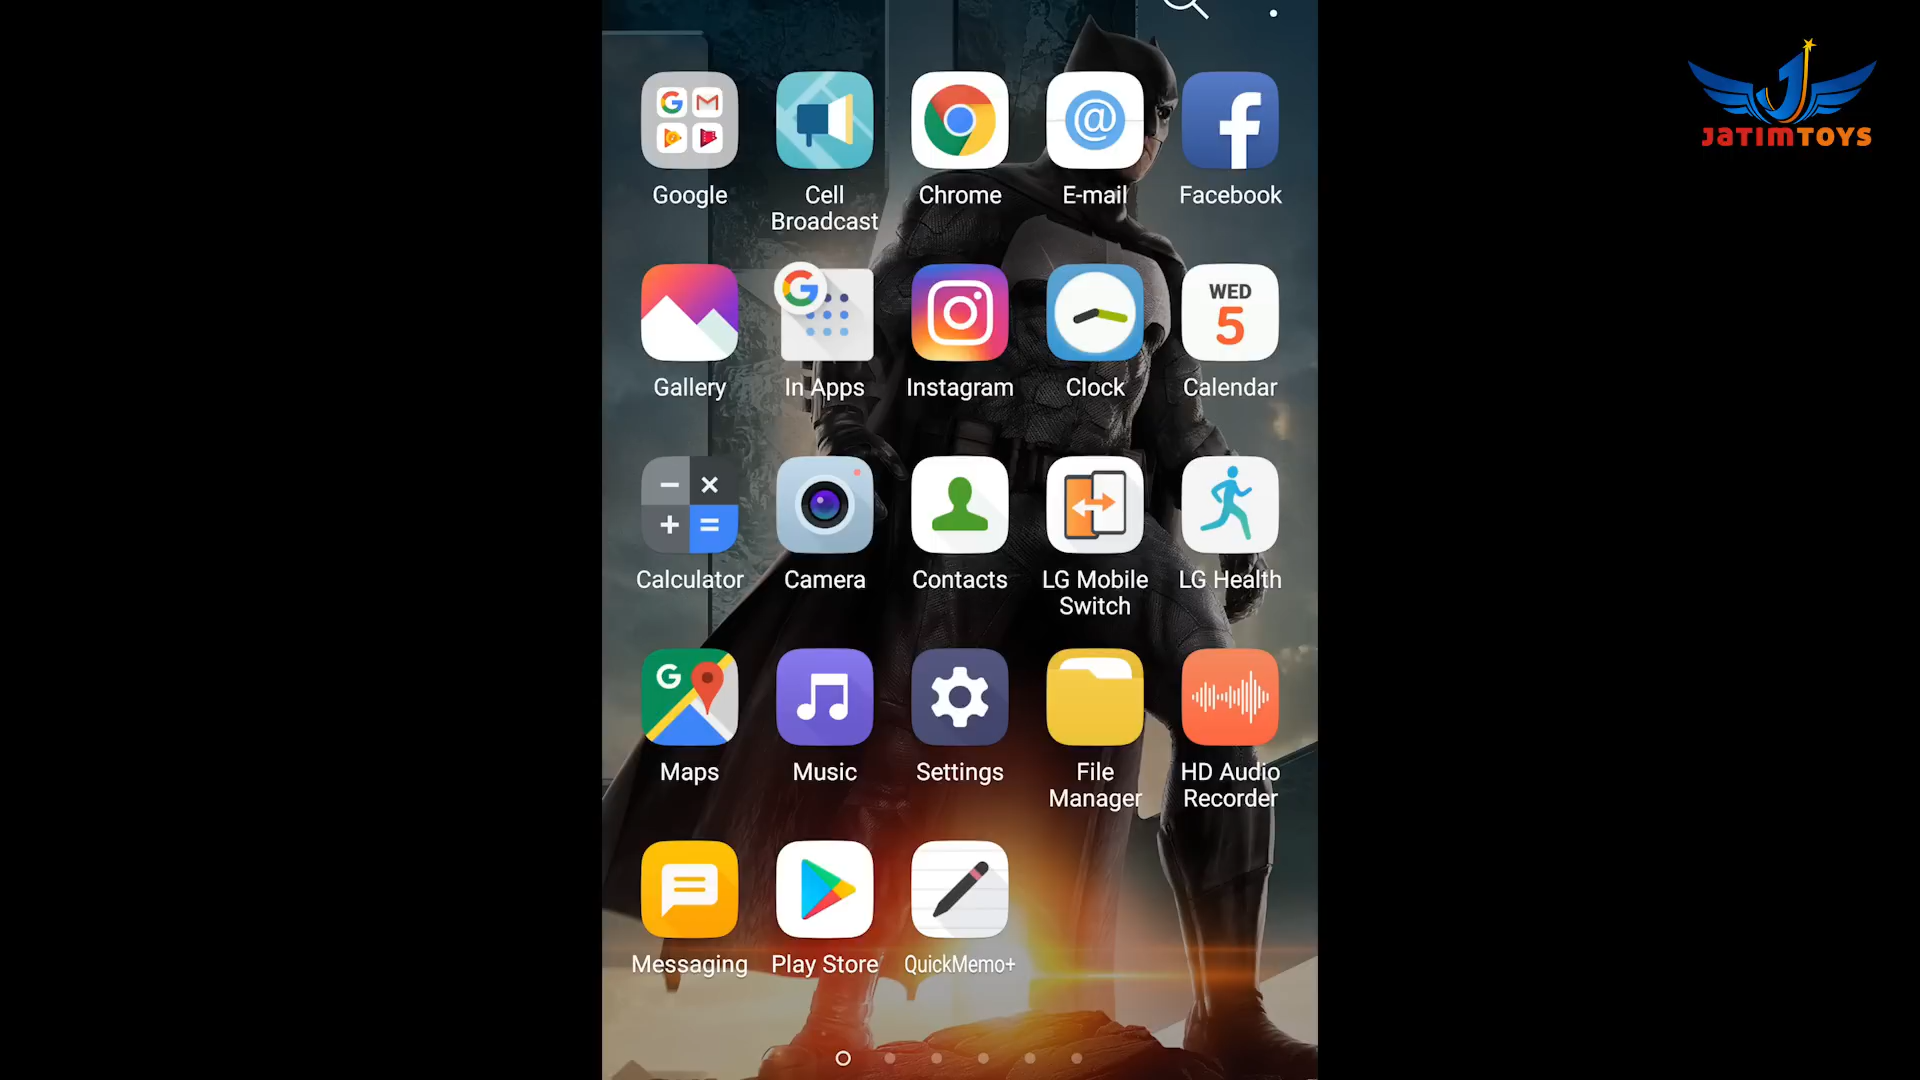 JATIMTOYS
Google
Cell
Broadcast
Chrome
E-mail
Facebook
Gallery
In Apps
Instagram
WED
5
Clock
Calendar
Calculator
Camera
Contacts
LG Mobile
Switch
LG Health
Maps
Music
Settings
File
Manager
HD Audio
Recorder
Messaging
Play Store
QuickMemo+